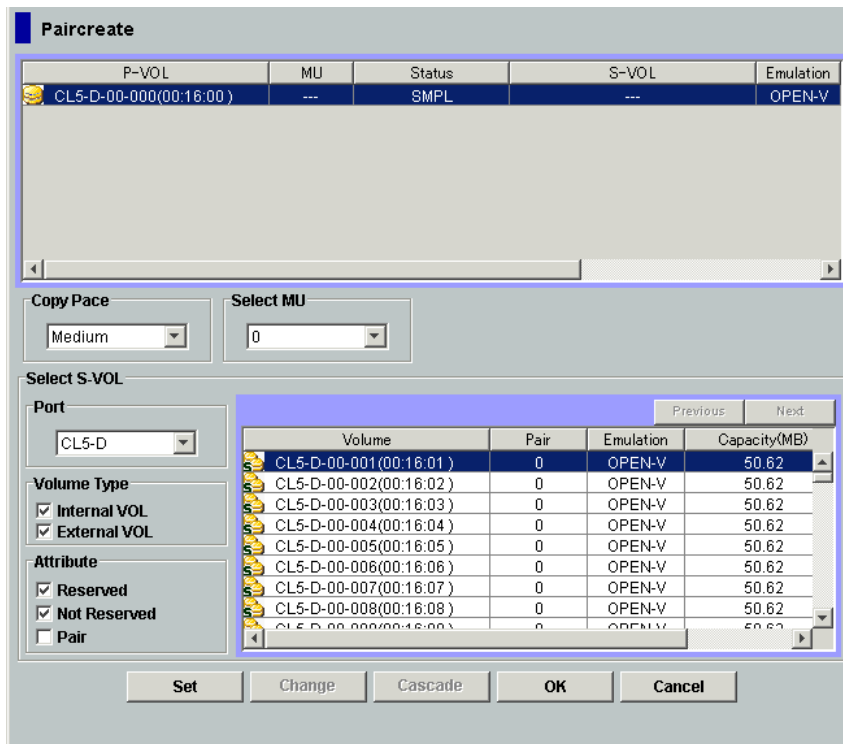 Paircreate
P-VOL MU Status S-VOL Emulation
CL5-D-00-000(00:16:00) --- SMPL --- OPEN-V
Copy Pace Select MU
Medium 0
Select S-VOL
Port
CL5-D
Previous Next
Volume Pair Emulation Capacity(MB)
CL5-D-00-001(00:16:01) 0 OPEN-V 50.62
CL5-D-00-002(00:16:02) 0 OPEN-V 50.62
CL5-D-00-003(00:16:03) 0 OPEN-V 50.62
CL5-D-00-004(00:16:04) 0 OPEN-V 50.62
CL5-D-00-005(00:16:05) 0 OPEN-V 50.62
CL5-D-00-006(00:16:06) 0 OPEN-V 50.62
CL5-D-00-007(00:16:07) 0 OPEN-V 50.62
CL5-D-00-008(00:16:08) 0 OPEN-V 50.62
Volume Type
Internal VOL
External VOL
Attribute
Reserved
Not Reserved
Pair
Set Change Cascade OK Cancel